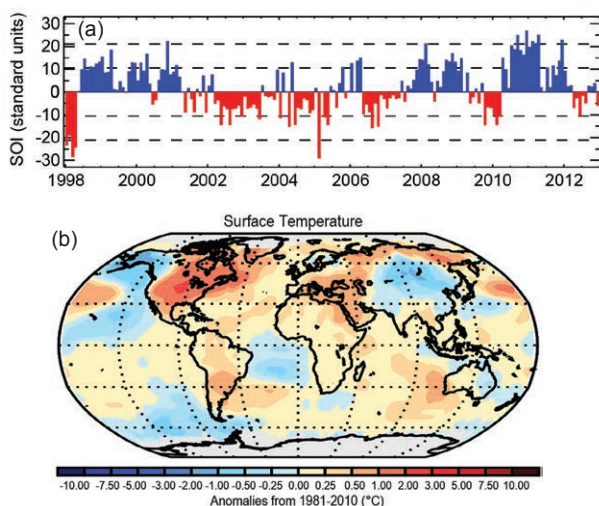 (a)
SOI (standard units)
30
20
10
0
-10
-20
-30
1998 2000 2002 2004 2006 2008 2010 2012
Surface Temperature
(b)
-10.00 -7.50 -5.00 -3.00 -2.00 -1.00 -0.50 -0.25 0.00 0.25 0.50 1.00 2.00 3.00 5.00 7.50 10.00
Anomalies from 1981-2010 (°C)